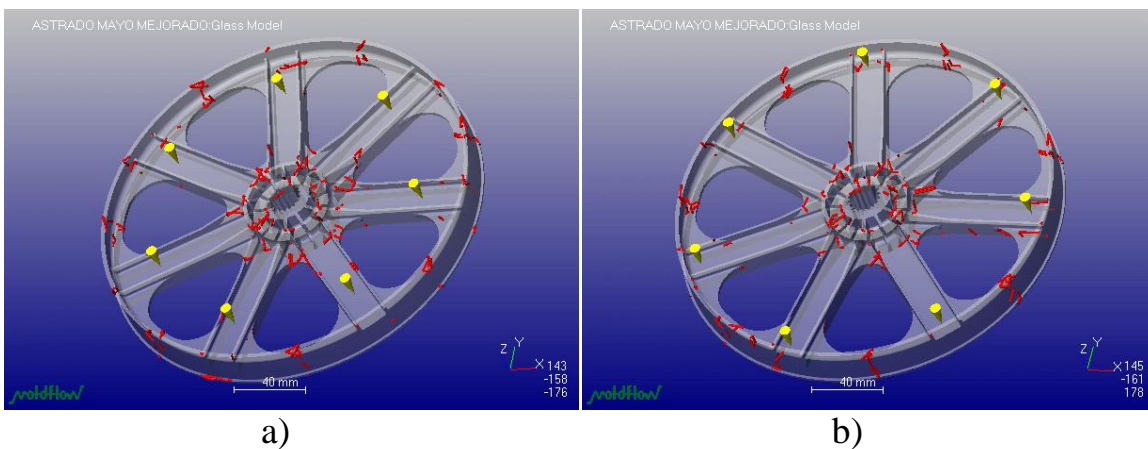 ASTRADO MAYO MEJORADO:Glass Model
Z Y
X 143
-158
-176
40 mm
moldflow
a)
ASTRADO MAYO MEJORADO:Glass Model
Z Y
X 145
-161
178
40 mm
moldflow
b)